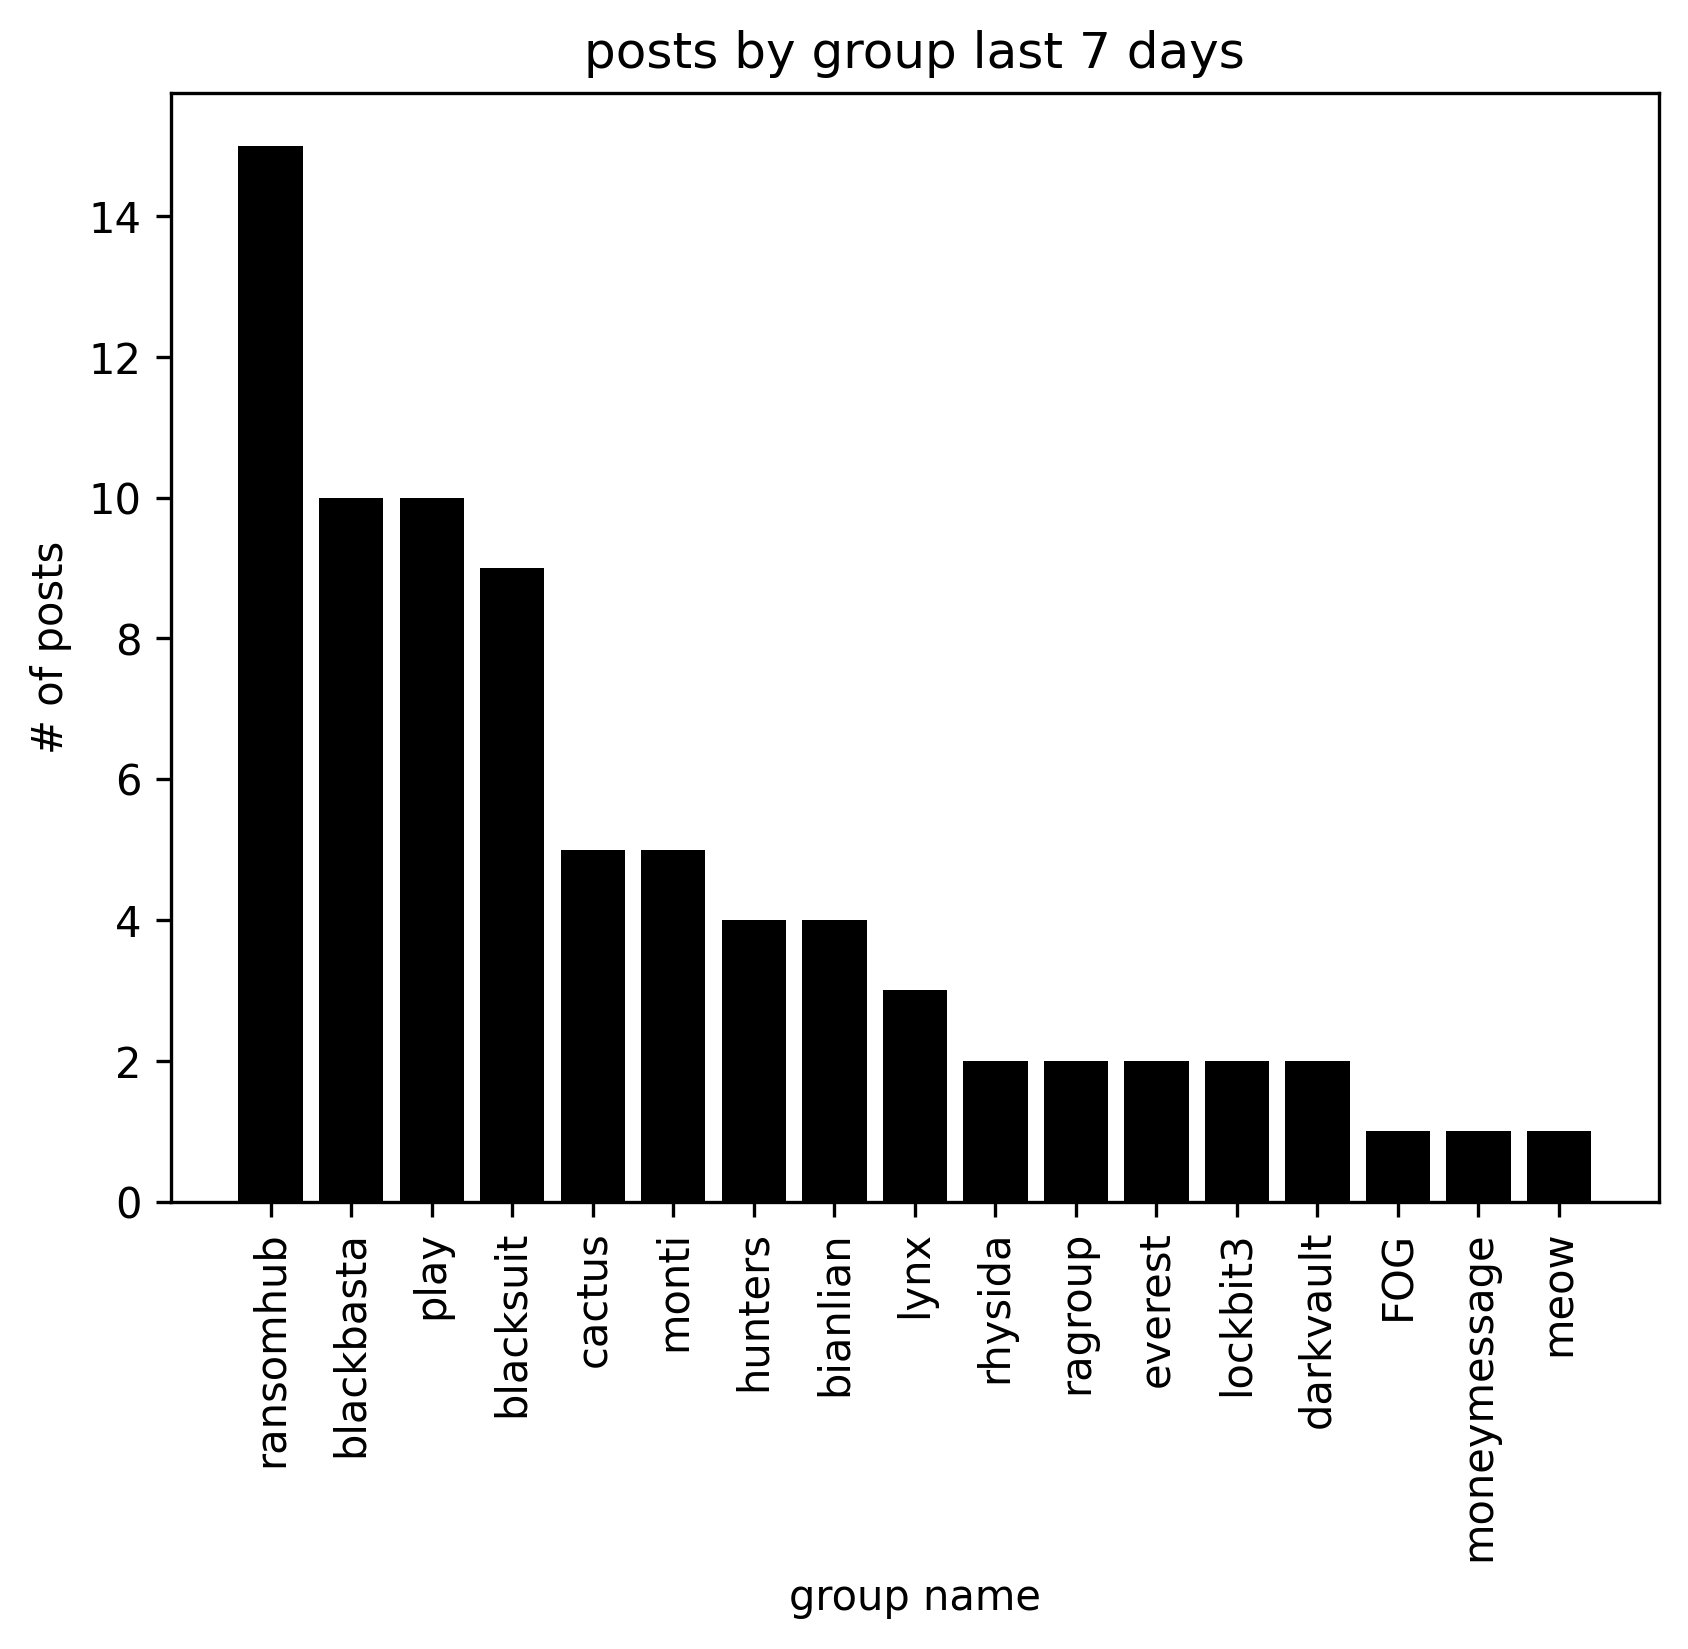 posts by group last 7 days
# of posts
14
12
10
8
6
4
2
0
ransomhub
blackbasta
play
blacksuit
cactus
monti
hunters
bianlian
lynx
rhysida
ragroup
everest
lockbit3
darkvault
FOG
moneymessage
meow
group name